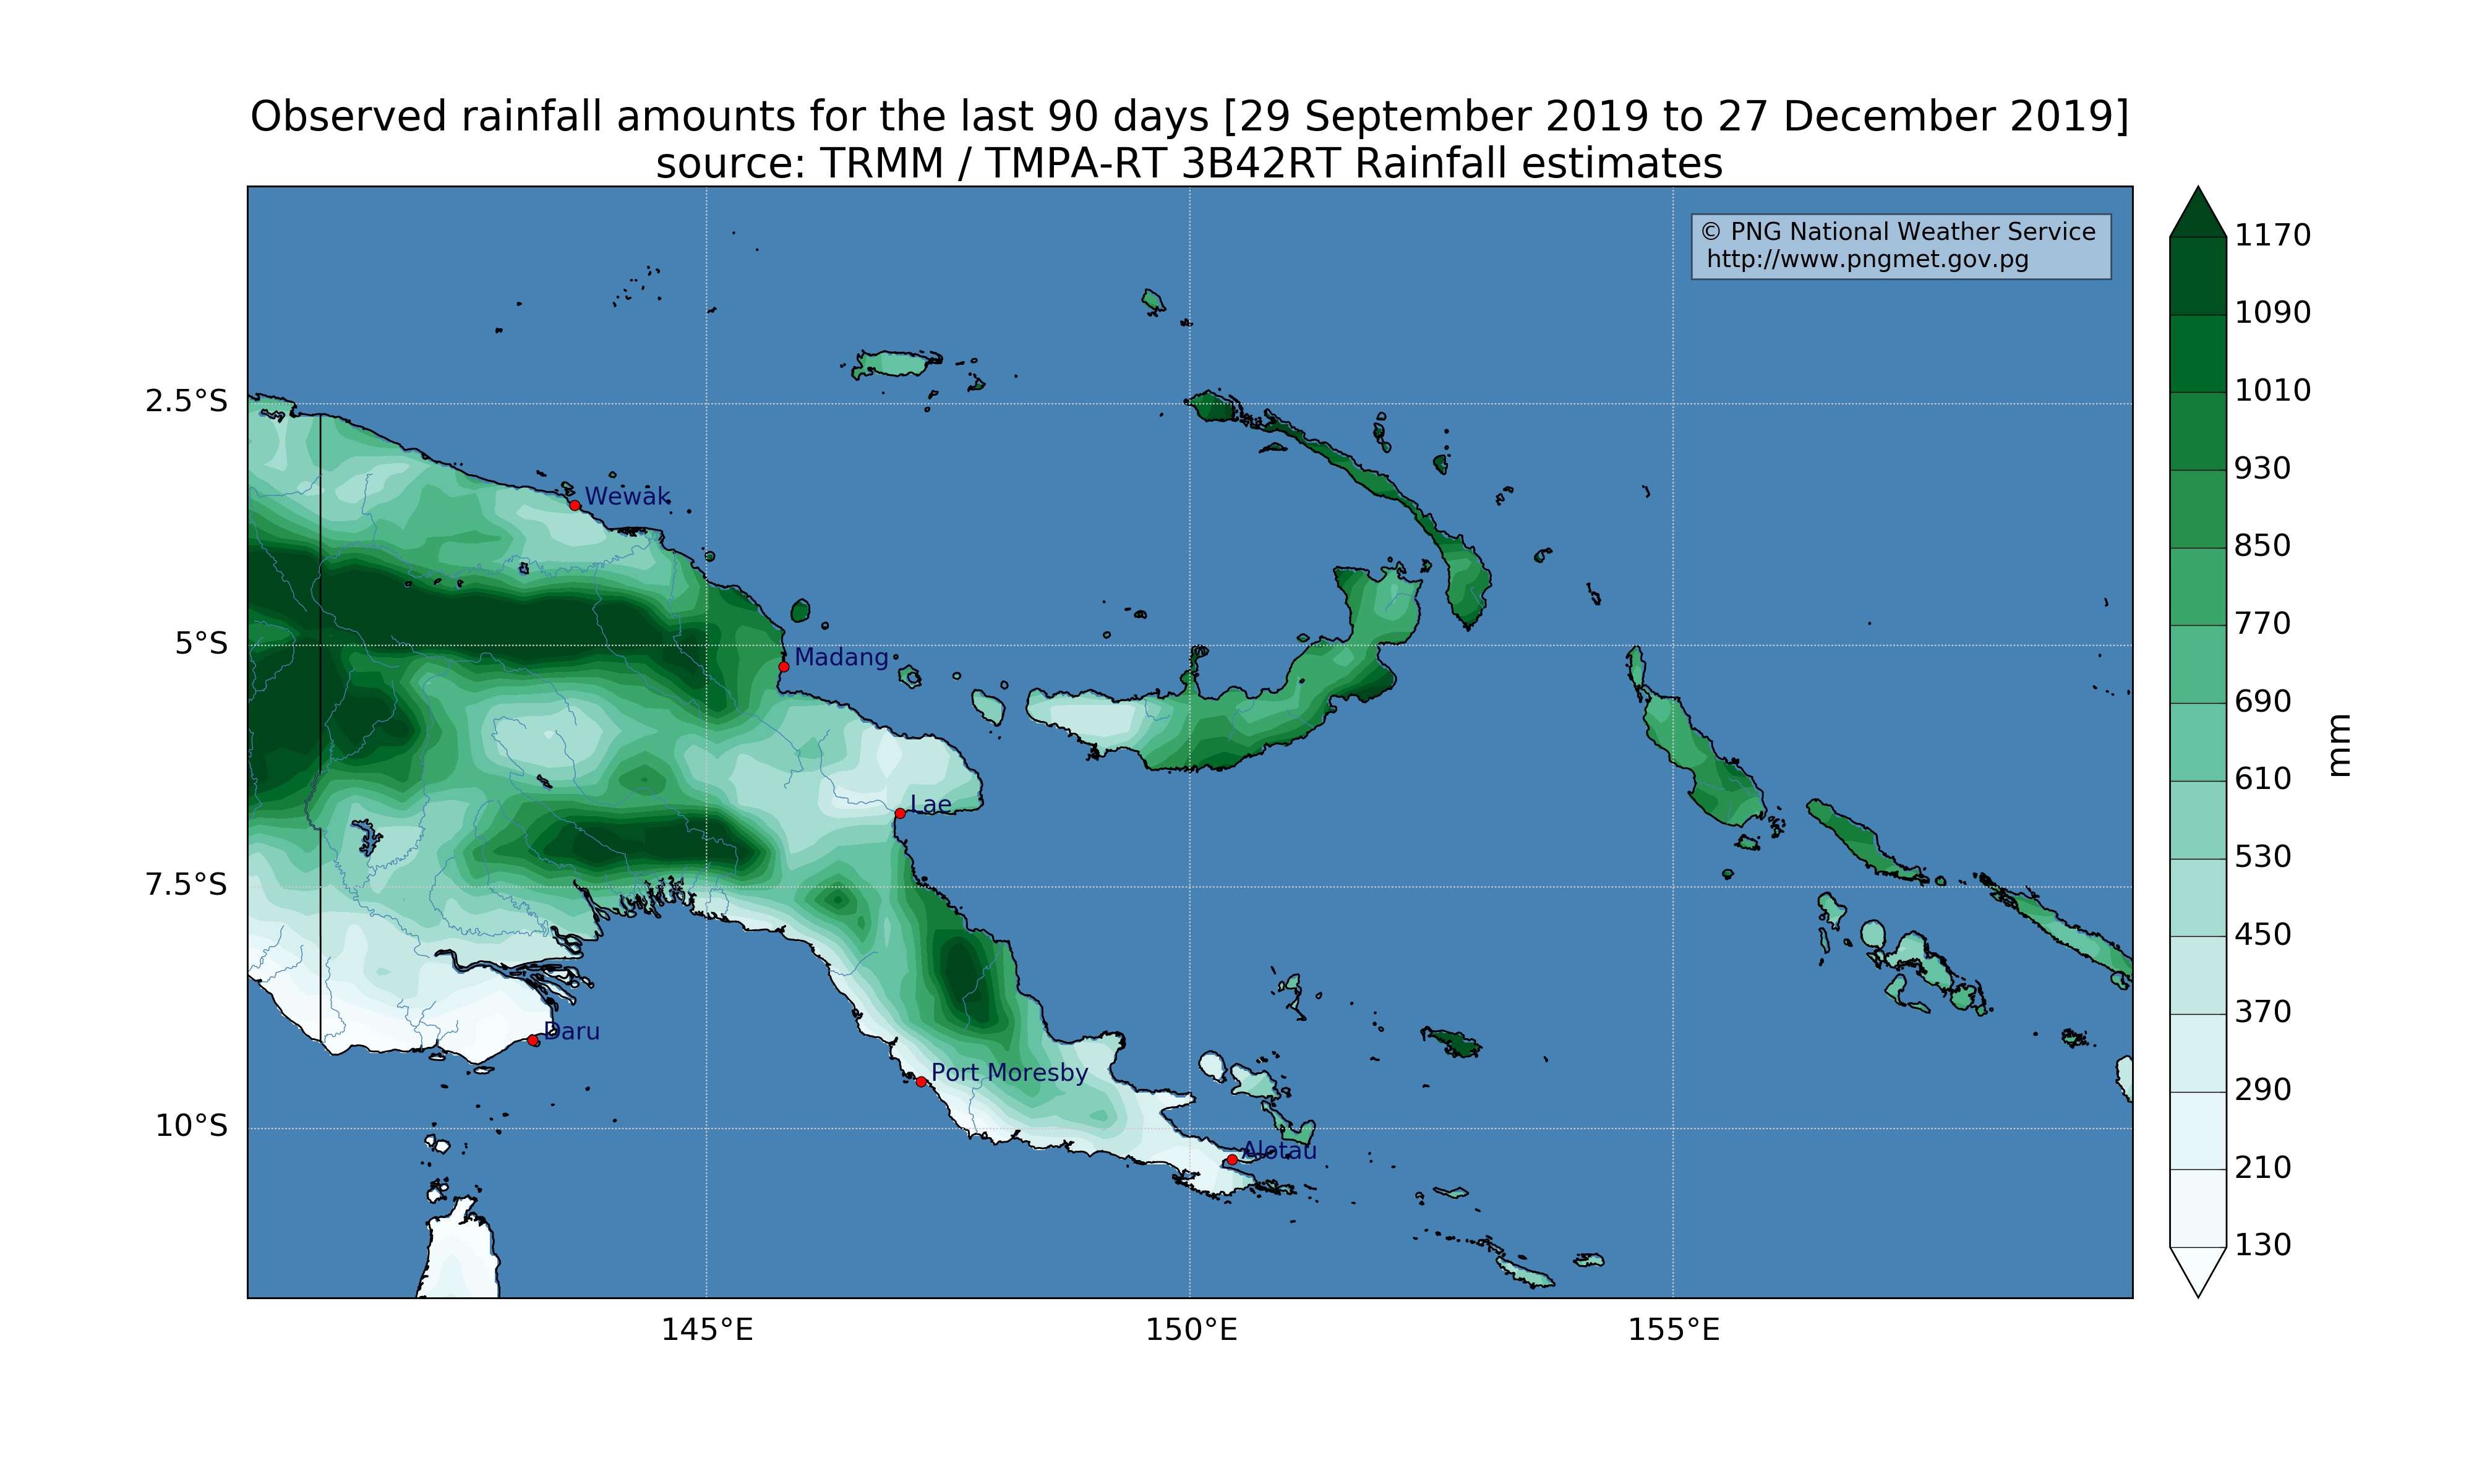 Observed rainfall amounts for the last 90 days [29 September 2019 to 27 December 2019]
source: TRMM / TMPA-RT 3B42RT Rainfall estimates
© PNG National Weather Service
http://www.pngmet.gov.pg
1170
1090
1010
930
850
770
690
610
530
450
370
290
210
130
mm
2.5°S
5°S
7.5°S
10°S
Wewak
Madang
Lae
Daru
Port Moresby
Alotau
145°E
150°E
155°E